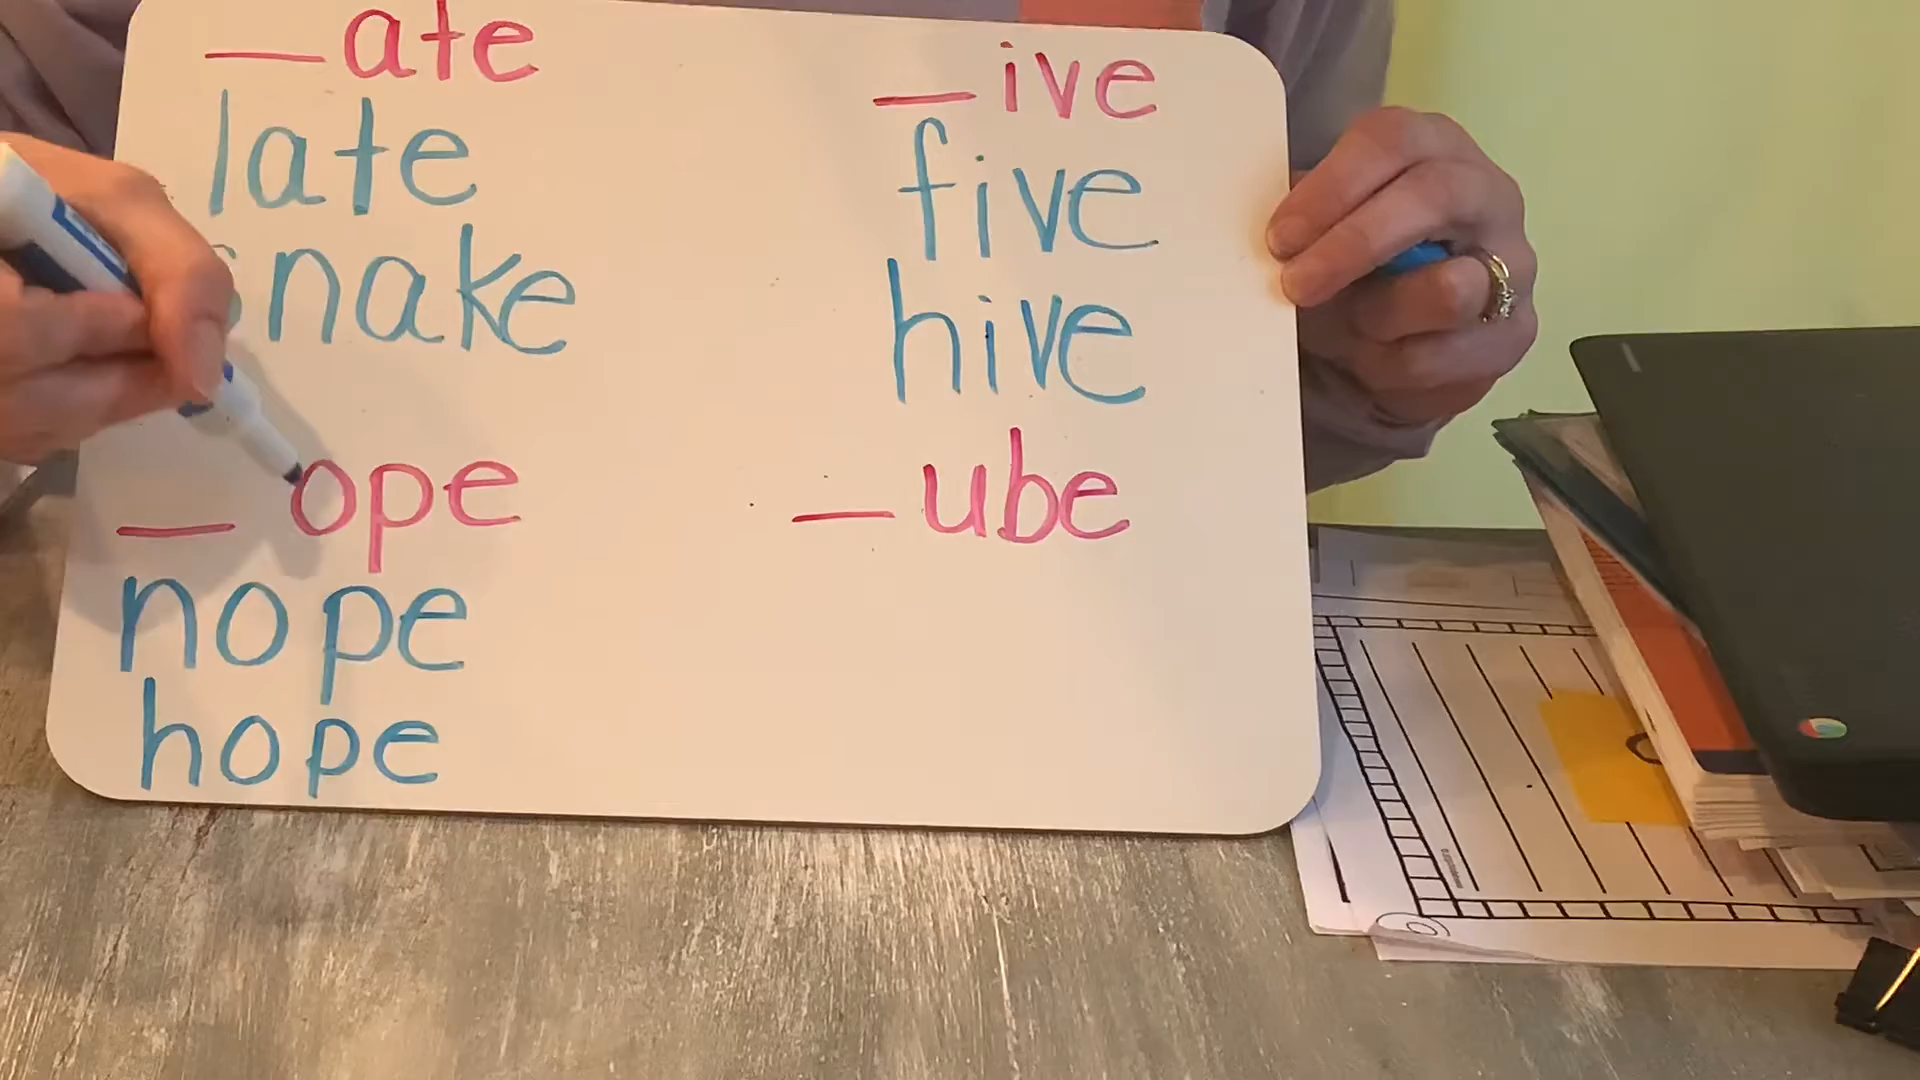 _ate
late
snake
_ope
nope
hope
_ive
five
hive
_ube